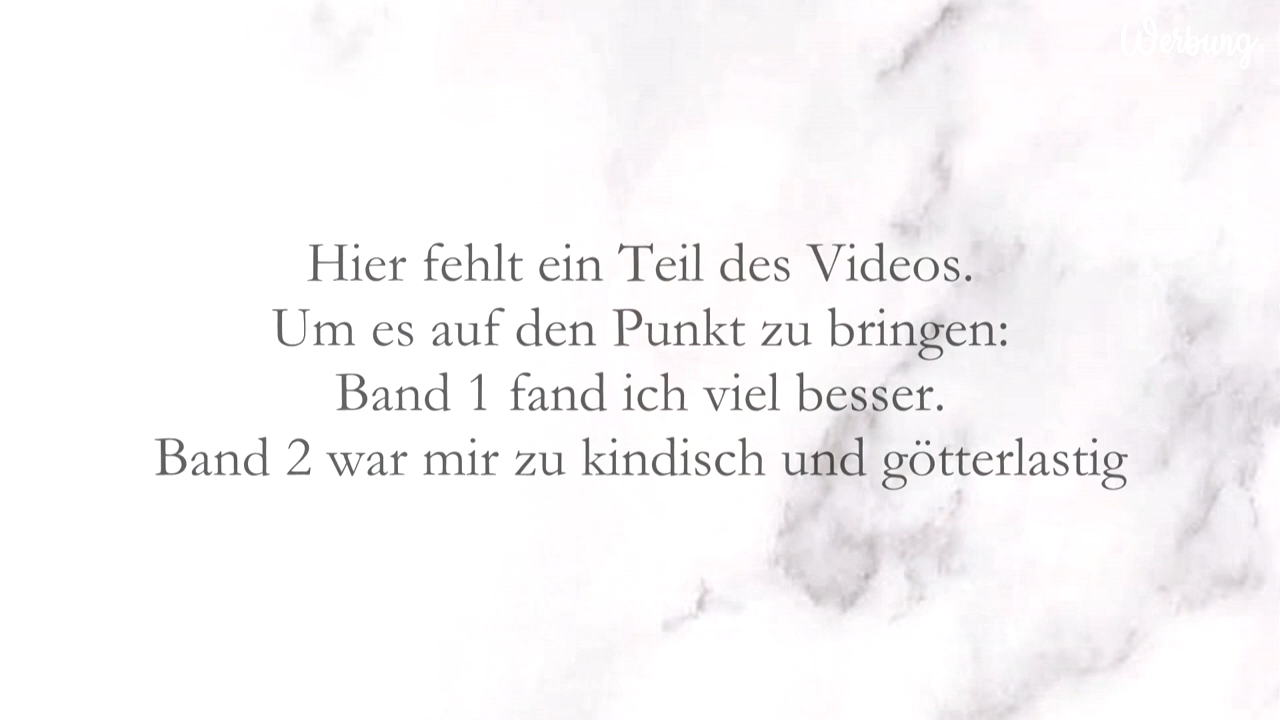 Werbung
Hier fehlt ein Teil des Videos.
Um es auf den Punkt zu bringen:
Band 1 fand ich viel besser.
Band 2 war mir zu kindisch und götterlastig